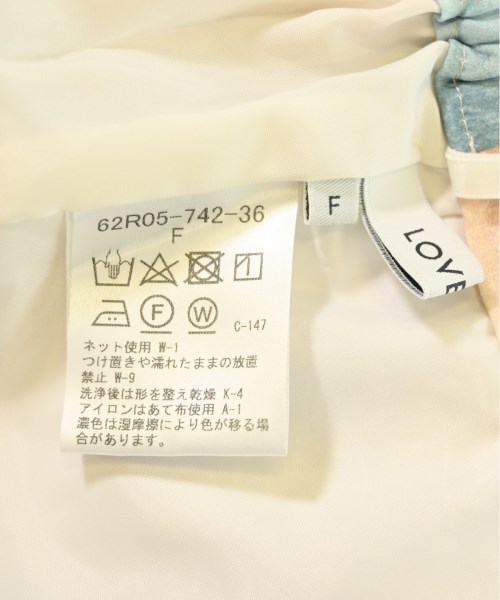 62R05-742-36
F
F
LOVE
F
W
C-147
ネット使用 W-1
つけ置きや濡れたままの放置
禁止 W-9
洗浄後は形を整え乾燥 K-4
アイロンはあて布使用 A-1
濃色は湿摩擦により色が移る場
合があります。